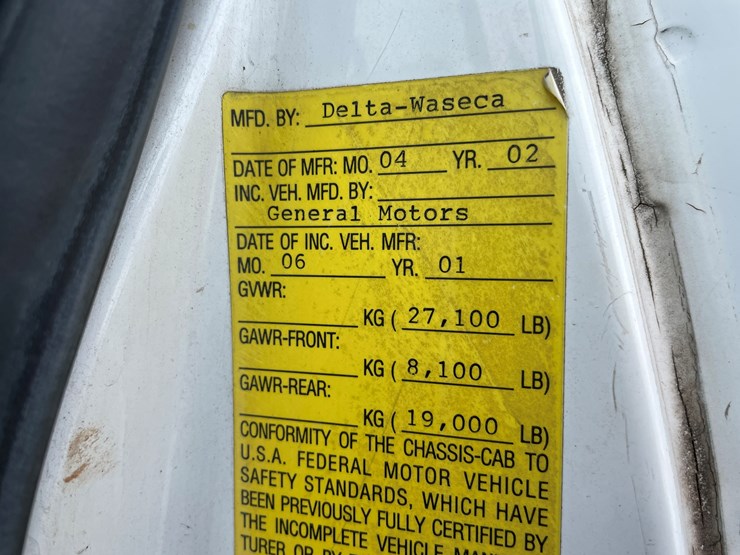 MFD. BY: Delta-Waseca
DATE OF MFR: MO. 04 YR. 02
INC. VEH. MFD. BY:
General Motors
DATE OF INC. VEH. MFR:
MO. 06 YR. 01
GVWR:
KG ( 27,100 LB)
GAWR-FRONT:
KG ( 8,100 LB)
GAWR-REAR:
KG ( 19,000 LB)
CONFORMITY OF THE CHASSIS-CAB TO
U.S.A. FEDERAL MOTOR VEHICLE
SAFETY STANDARDS, WHICH HAVE
BEEN PREVIOUSLY FULLY CERTIFIED BY
THE INCOMPLETE VEHICLE
TURER OR BY